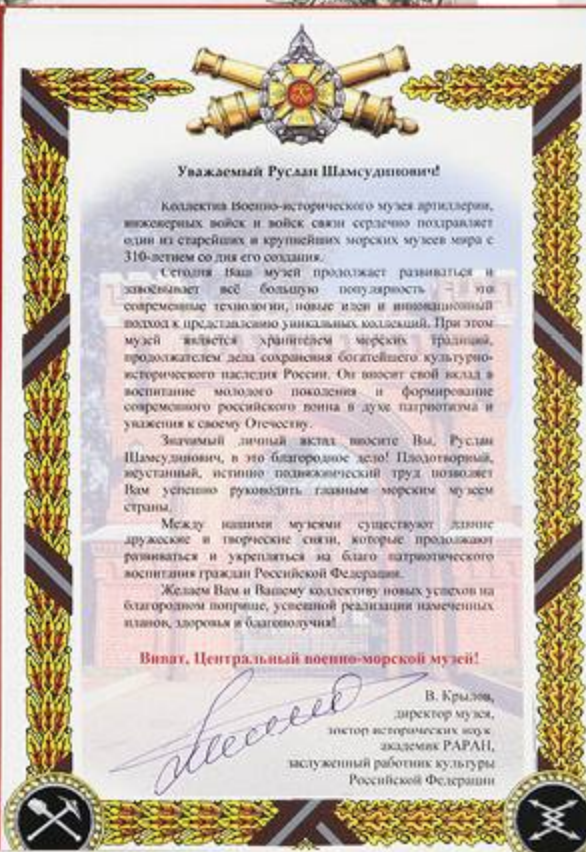 Уважаемый Руслан Шамсудинович!
Коллектив Военно-исторического музея артиллерии,
инженерных войск и войск связи сердечно поздравляет
один из старейших и крупнейших морских музеев мира с
310-летием со дня его создания.
Сегодня Ваш музей продолжает развиваться и
завоёвывает всё большую популярность – это
современные технологии, новые идеи и инновационный
подход к представлению уникальных коллекций. При этом
музей является хранителем морских традиций,
продолжателем дела сохранения богатейшего культурно-
исторического наследия России. Он вносит свой вклад в
воспитание молодого поколения и формирование
современного российского воина в духе патриотизма и
уважения к своему Отечеству.
Значимый личный вклад вносите Вы, Руслан
Шамсудинович, в это благородное дело! Плодотворный,
неустанный, истинно подвижнический труд позволяет
Вам успешно руководить главным морским музеем
страны.
Между нашими музеями существуют давние
дружеские и творческие связи, которые продолжают
развиваться и укрепляться на благо патриотического
воспитания граждан Российской Федерации.
Желаем Вам и Вашему коллективу новых успехов на
благородном поприще, успешной реализации намеченных
планов, здоровья и благополучия!
Виват, Центральный военно-морской музей!
В. Крылов,
директор музея,
доктор исторических наук
академик РАРАН,
заслуженный работник культуры
Российской Федерации